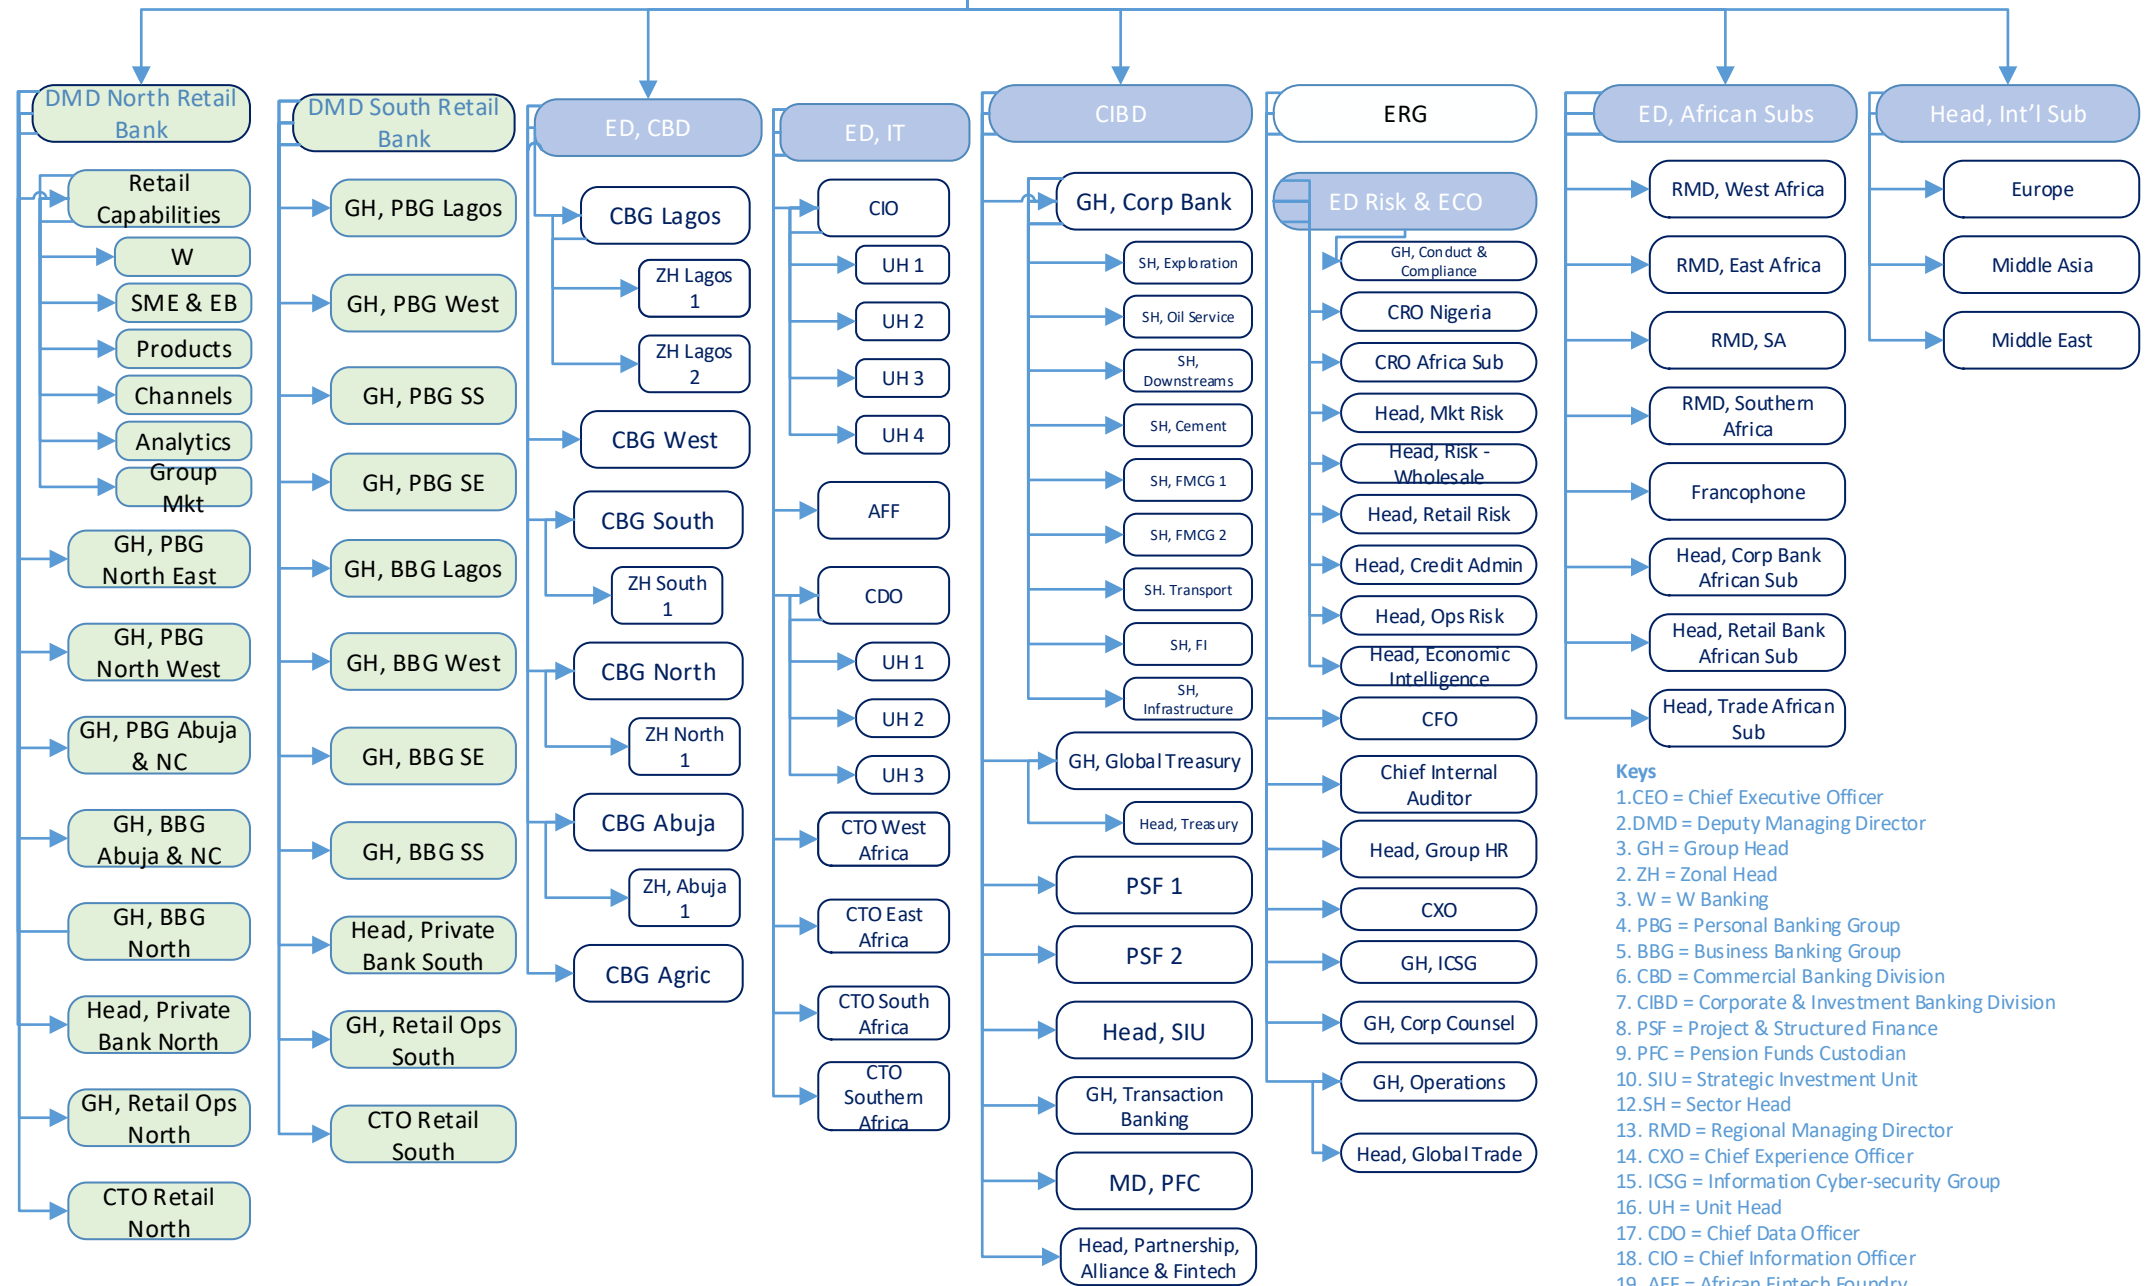 DMD North Retail
Bank
Retail
Capabilities
W
SME & EB
Products
Channels
Analytics
Group
Mkt
GH, PBG
North East
GH, PBG
North West
GH, PBG Abuja
& NC
GH, BBG
Abuja & NC
GH, BBG
North
Head, Private
Bank North
GH, Retail Ops
North
CTO Retail
North
DMD South Retail
Bank
GH, PBG Lagos
GH, PBG West
GH, PBG SS
GH, PBG SE
GH, BBG Lagos
GH, BBG West
GH, BBG SE
GH, BBG SS
Head, Private
Bank South
GH, Retail Ops
South
CTO Retail
South
ED, CBD
CBG Lagos
ZH Lagos
1
ZH Lagos
2
CBG West
CBG South
ZH South
1
CBG North
ZH North
1
CBG Abuja
ZH, Abuja
1
CBG Agric
ED, IT
CIO
UH 1
UH 2
UH 3
UH 4
AFF
CDO
UH 1
UH 2
UH 3
CTO West
Africa
CTO East
Africa
CTO South
Africa
CTO
Southern
Africa
CIBD
GH, Corp Bank
SH, Exploration
SH, Oil Service
SH,
Downstreams
SH, Cement
SH, FMCG 1
SH, FMCG 2
SH. Transport
SH, FI
SH,
Infrastructure
GH, Global Treasury
Head, Treasury
PSF 1
PSF 2
Head, SIU
GH, Transaction
Banking
MD, PFC
Head, Partnership,
Alliance & Fintech
ERG
ED Risk & ECO
GH, Conduct &
Compliance
CRO Nigeria
CRO Africa Sub
Head, Mkt Risk
Head, Risk -
Wholesale
Head, Retail Risk
Head, Credit Admin
Head, Ops Risk
Head, Economic
Intelligence
CFO
Chief Internal
Auditor
Head, Group HR
CXO
GH, ICSG
GH, Corp Counsel
GH, Operations
Head, Global Trade
ED, African Subs
RMD, West Africa
RMD, East Africa
RMD, SA
RMD, Southern
Africa
Francophone
Head, Corp Bank
African Sub
Head, Retail Bank
African Sub
Head, Trade African
Sub
Head, Int'l Sub
Europe
Middle Asia
Middle East
Keys
1.CEO = Chief Executive Officer
2.DMD = Deputy Managing Director
3. GH = Group Head
2. ZH = Zonal Head
3. W = W Banking
4. PBG = Personal Banking Group
5. BBG = Business Banking Group
6. CBD = Commercial Banking Division
7. CIBD = Corporate & Investment Banking Division
8. PSF = Project & Structured Finance
9. PFC = Pension Funds Custodian
10. SIU = Strategic Investment Unit
12.SH = Sector Head
13. RMD = Regional Managing Director
14. CXO = Chief Experience Officer
15. ICSG = Information Cyber-security Group
16. UH = Unit Head
17. CDO = Chief Data Officer
18. CIO = Chief Information Officer
19. AFF = African Fintech Foundry